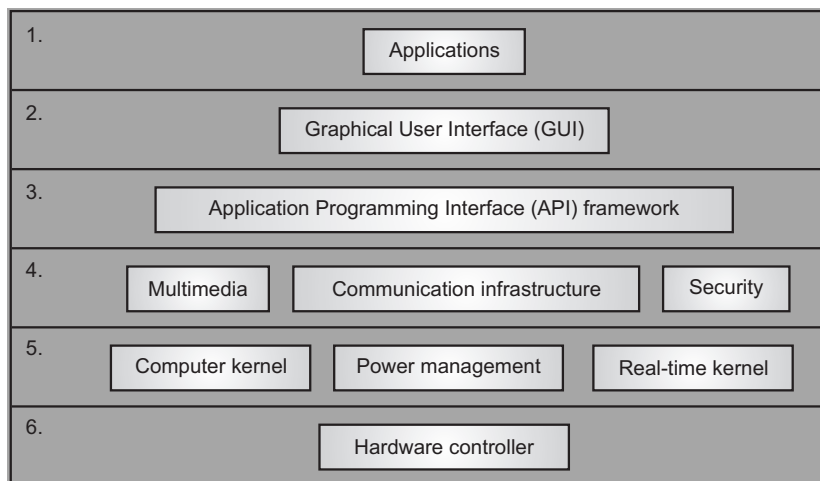 1.
Applications
2.
Graphical User Interface (GUI)
3.
Application Programming Interface (API) framework
4.
Multimedia
Communication infrastructure
Security
5.
Computer kernel
Power management
Real-time kernel
6.
Hardware controller